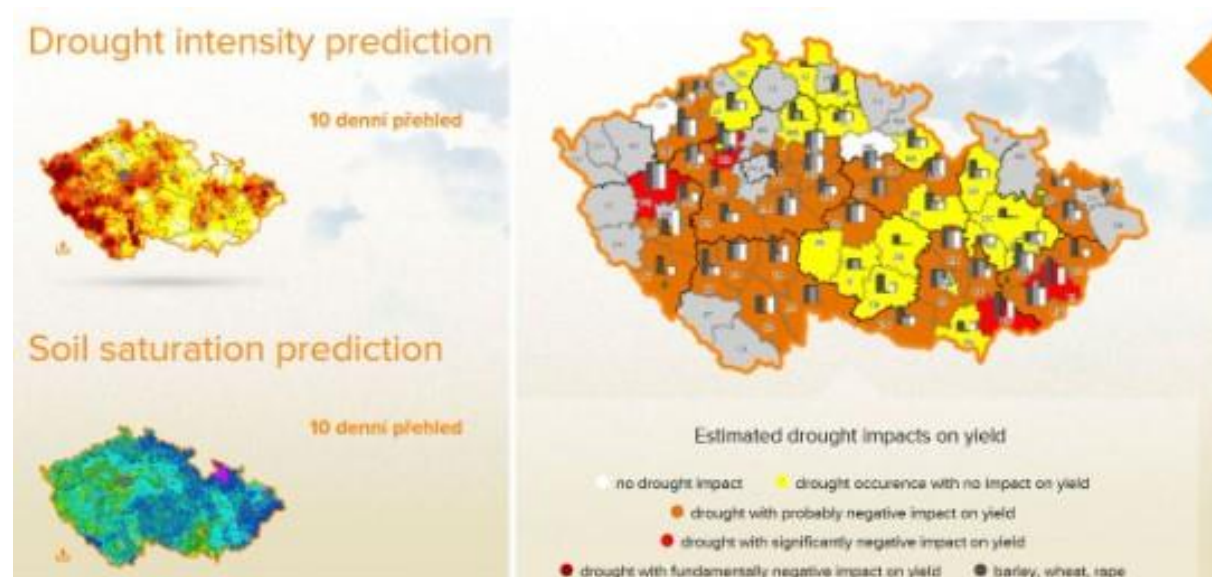 Drought intensity prediction
10 denní přehled
Soil saturation prediction
10 denní přehled
Estimated drought impacts on yield
no drought impact
drought occurence with no impact on yield
drought with probably negative impact on yield
drought with significantly negative impact on yield
drought with fundamentally negative impact on yield
barley, wheat, rape